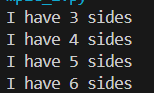 I have 3 sides
I have 4 sides
I have 5 sides
I have 6 sides